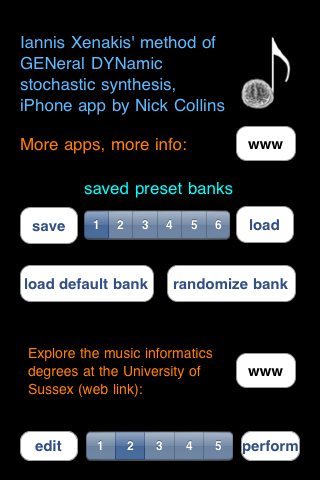 Iannis Xenakis' method of
GENeral DYNamic
stochastic synthesis,
iPhone app by Nick Collins
More apps, more info: www
saved preset banks
save 1 2 3 4 5 6 load
load default bank randomize bank
Explore the music informatics
degrees at the University of
Sussex (web link):
www
edit 1 2 3 4 5 perform